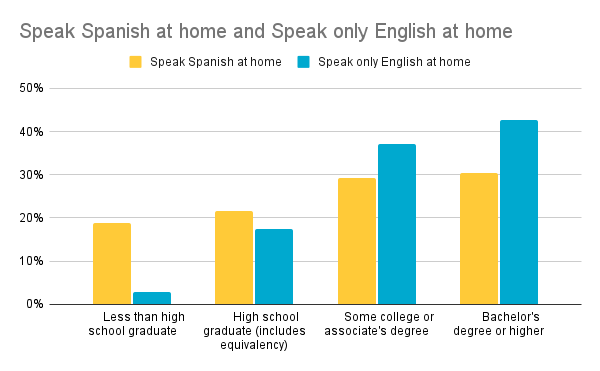 Speak Spanish at home and Speak only English at home
Speak Spanish at home
Speak only English at home
50%
40%
30%
20%
10%
0%
Less than high
school graduate
High school
graduate (includes
equivalency)
Some college or
associate's degree
Bachelor's
degree or higher